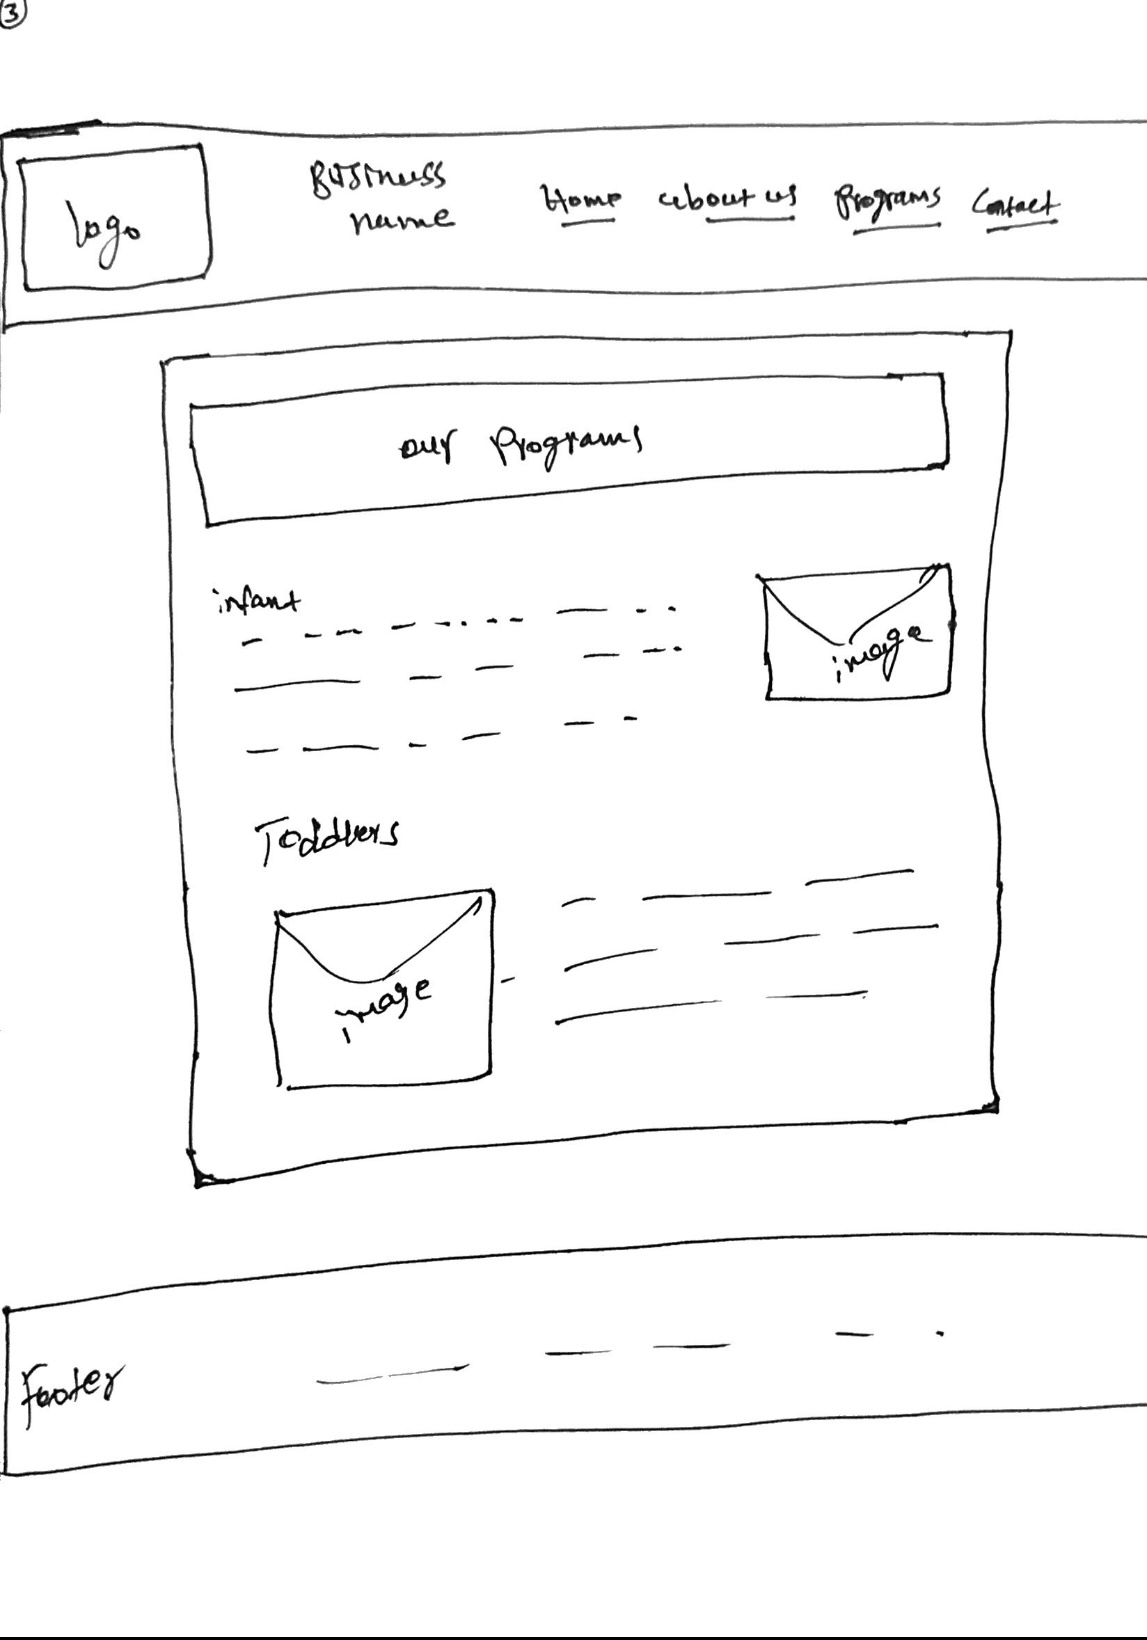 ③
logo
Business
name
Home about us Programs Contact
our Programs
infant
image
Toddlers
image
Footer